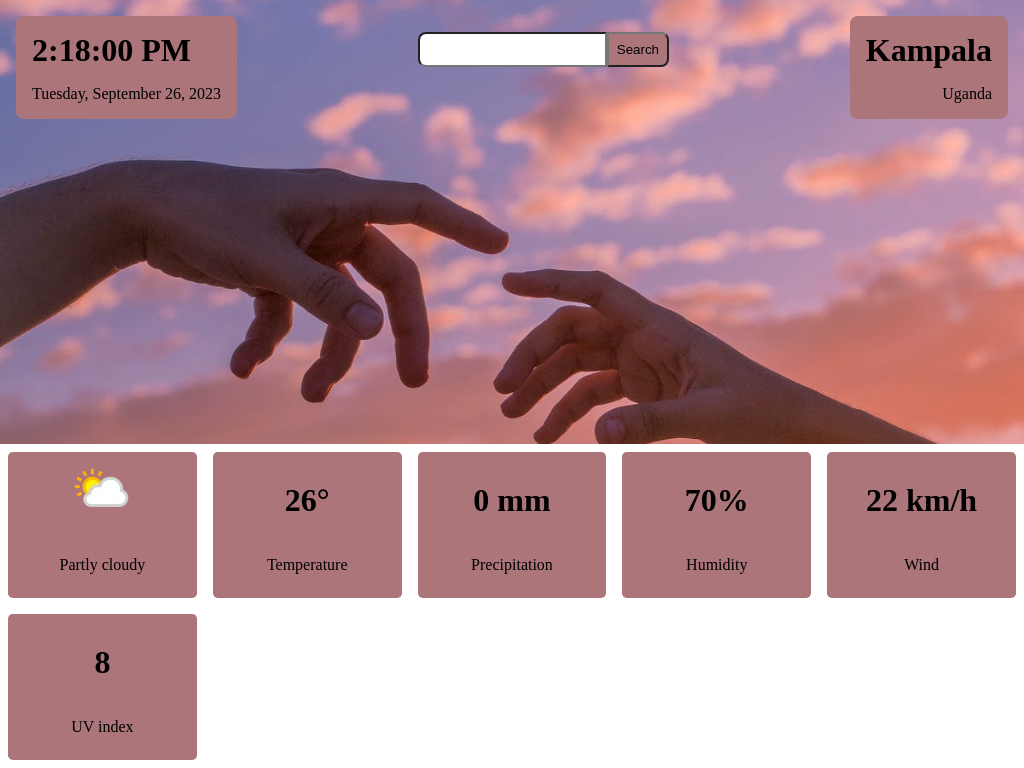 2:18:00 PM
Tuesday, September 26, 2023
Search
Kampala
Uganda
Partly cloudy
26°
Temperature
0 mm
Precipitation
70%
Humidity
22 km/h
Wind
8
UV index